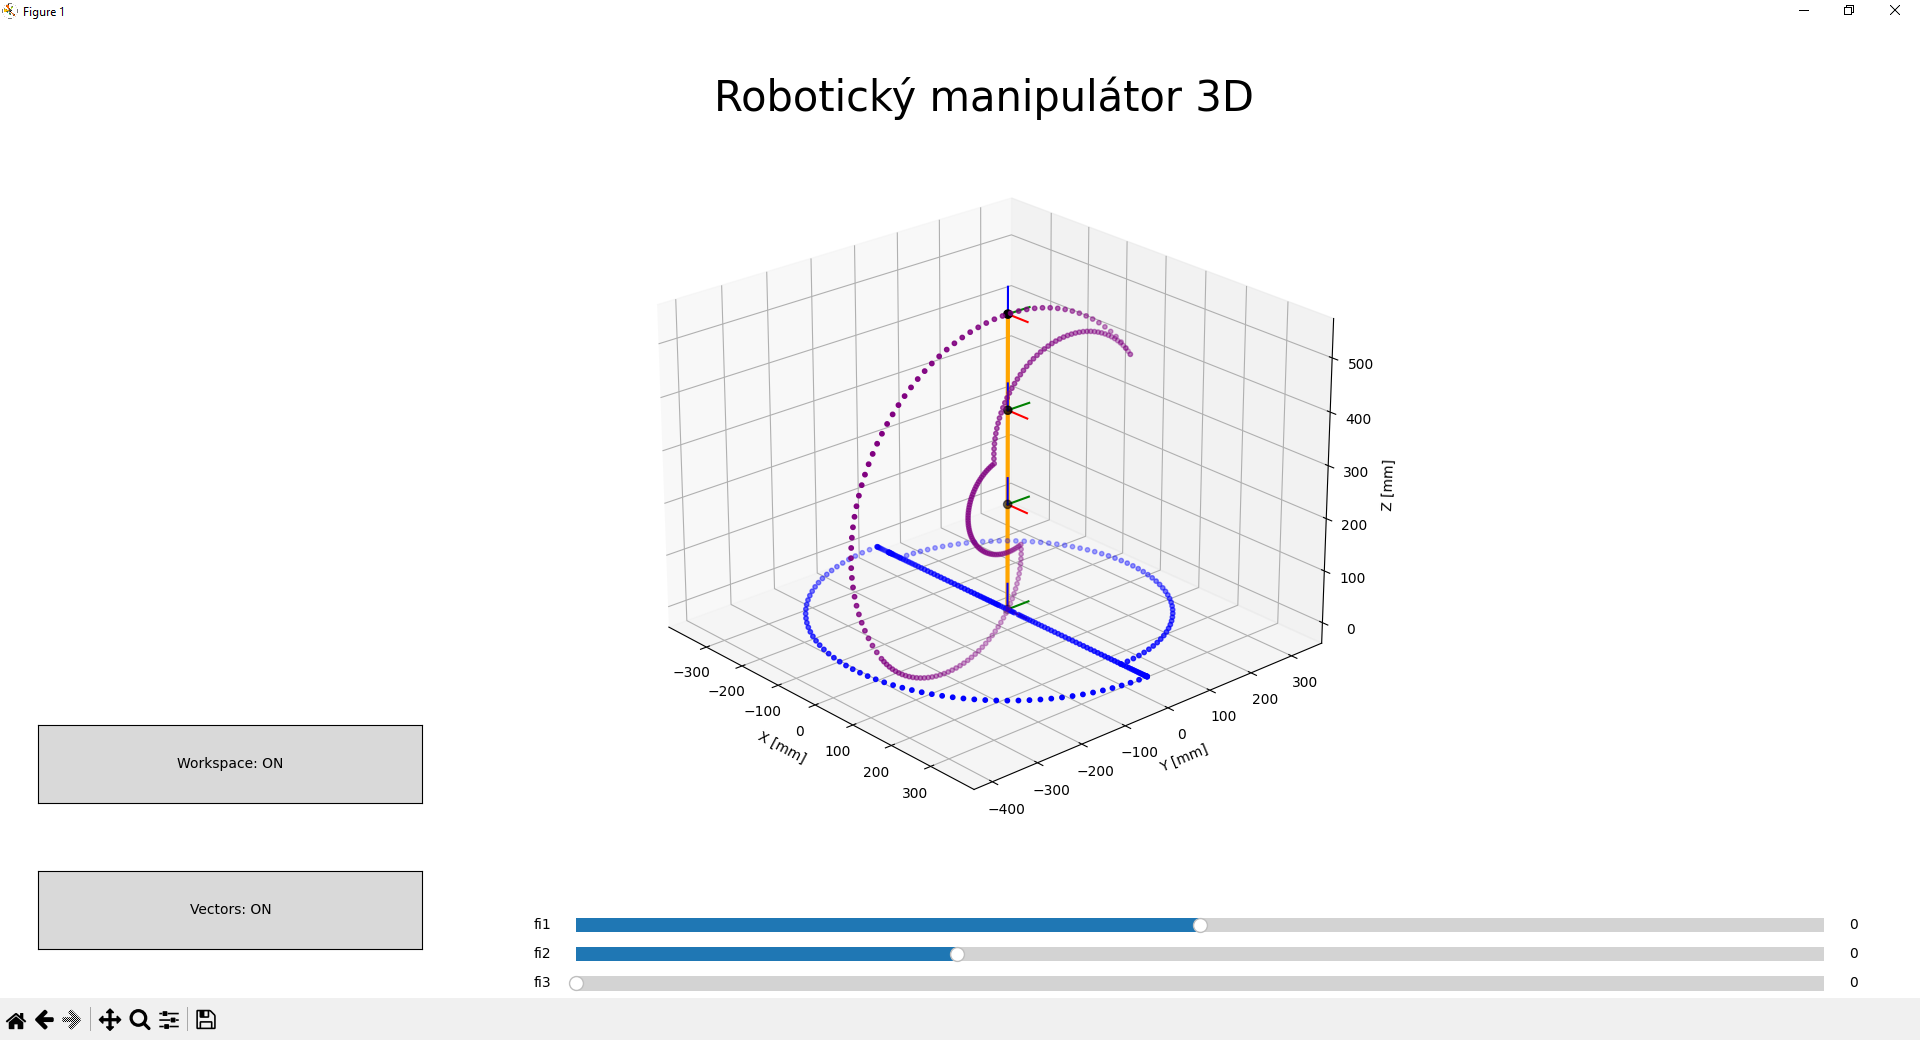 Figure 1
Robotický manipulátor 3D
500
400
300
200
100
0
Z [mm]
−300
−200
−100
0
100
200
300
X [mm]
−400
−300
−200
−100
0
100
200
300
Y [mm]
Workspace: ON
Vectors: ON
fi1 0
fi2 0
fi3 0